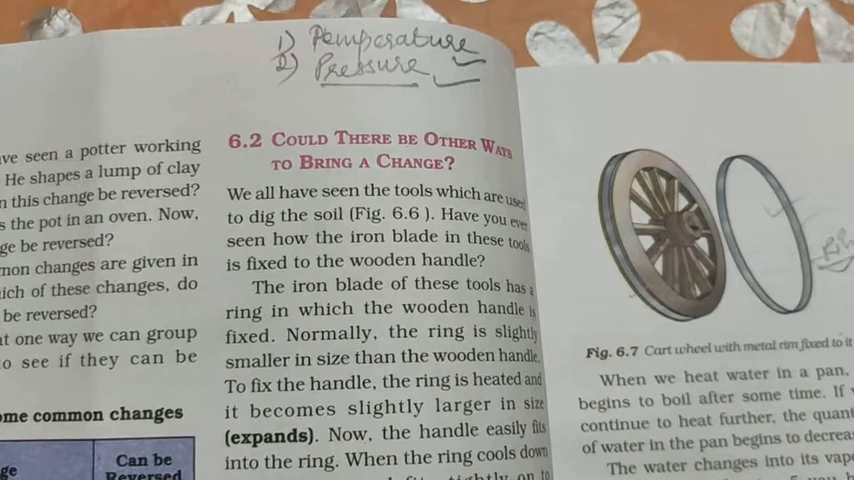 1) Temperature
2) Pressure
ve seen a potter working
He shapes a lump of clay
n this change be reversed?
s the pot in an oven. Now,
ge be reversed?
mon changes are given in
ich of these changes, do
be reversed?
at one way we can group
o see if they can be
ome common changes
ge
Can be
Reversed
6.2 COULD THERE BE OTHER WAYS
TO BRING A CHANGE?
We all have seen the tools which are used
to dig the soil (Fig. 6.6 ). Have you ever
seen how the iron blade in these tools
is fixed to the wooden handle?
The iron blade of these tools has a
ring in which the wooden handle is
fixed. Normally, the ring is slightly
smaller in size than the wooden handle.
To fix the handle, the ring is heated and
it becomes slightly larger in size
(expands). Now, the handle easily fits
into the ring. When the ring cools down
tightly on to
Fig. 6.7 Cart wheel with metal rim fixed to it
When we heat water in a pan,
begins to boil after some time. If
continue to heat further, the quant
of water in the pan begins to decrea
The water changes into its vap